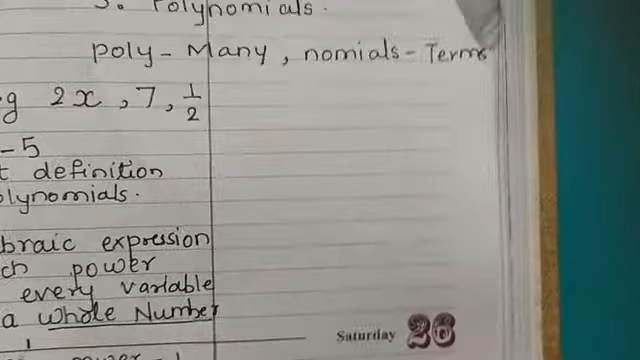 3. Polynomials.
poly - Many, nomials - Terms
g 2x, 7, 1/2
-5
t definition
olynomials.
braic expression
ch power
every variable
a whole Number
Saturday 26